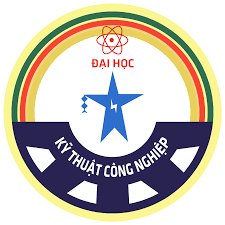 ĐẠI HỌC
KỸ THUẬT CÔNG NGHIỆP